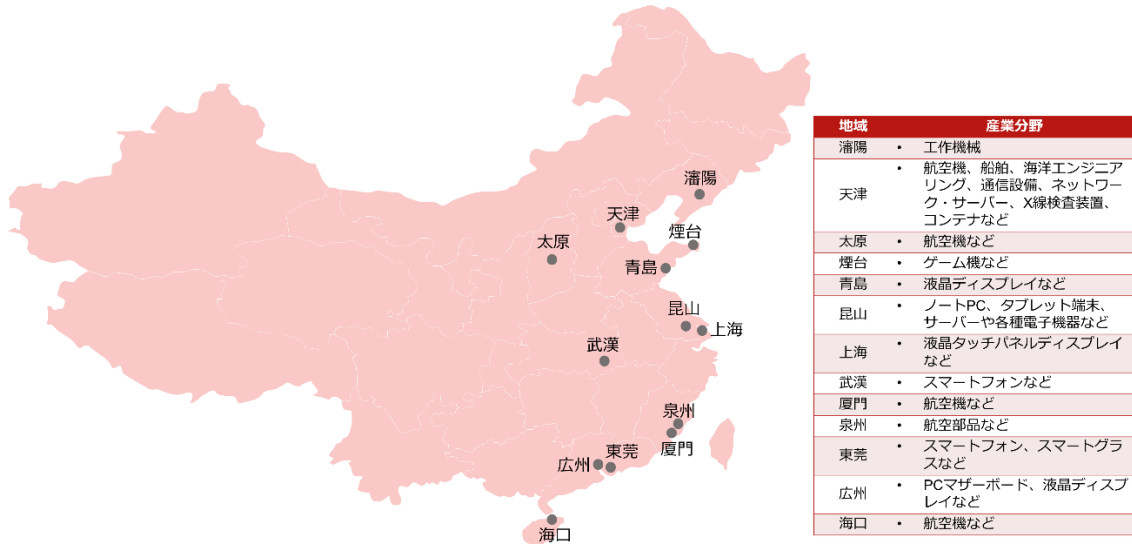 瀋陽
天津
煙台
太原
青島
昆山
上海
武漢
泉州
厦門
東莞
広州
海口
地域 産業分野
瀋陽 • 工作機械
天津 • 航空機、船舶、海洋エンジニア
リング、通信設備、ネットワー
ク・サーバー、X線検査装置、
コンテナなど
太原 • 航空機など
煙台 • ゲーム機など
青島 • 液晶ディスプレイなど
昆山 • ノートPC、タブレット端末、
サーバーや各種電子機器など
上海 • 液晶タッチパネルディスプレイ
など
武漢 • スマートフォンなど
厦門 • 航空機など
泉州 • 航空部品など
東莞 • スマートフォン、スマートグラ
スなど
広州 • PCマザーボード、液晶ディスプ
レイなど
海口 • 航空機など